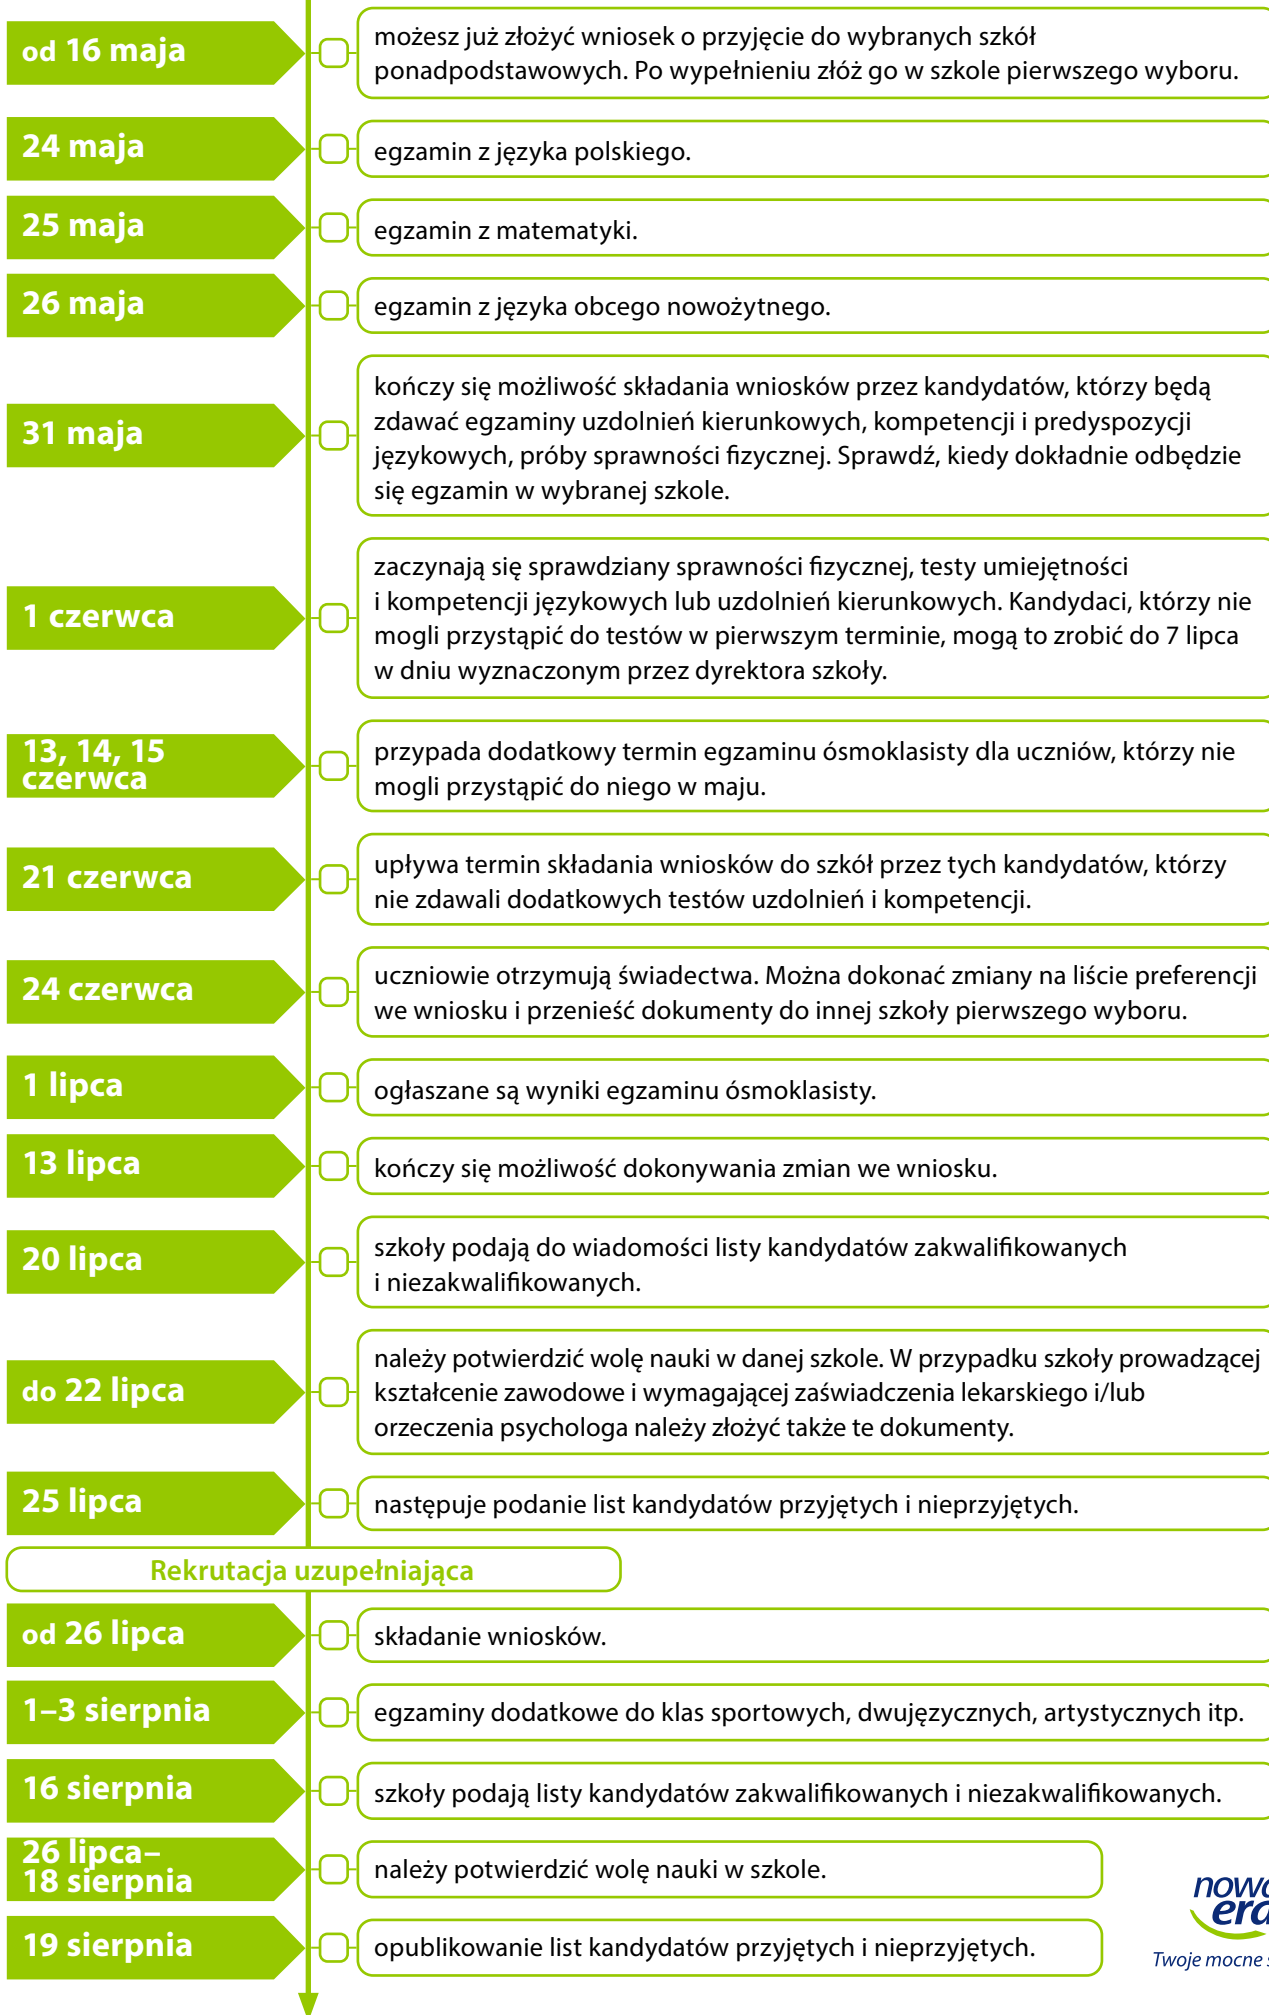 od 16 maja
możesz już złożyć wniosek o przyjęcie do wybranych szkół
ponadpodstawowych. Po wypełnieniu złóż go w szkole pierwszego wyboru.
24 maja
egzamin z języka polskiego.
25 maja
egzamin z matematyki.
26 maja
egzamin z języka obcego nowożytnego.
31 maja
kończy się możliwość składania wniosków przez kandydatów, którzy będą
zdawać egzaminy uzdolnień kierunkowych, kompetencji i predyspozycji
językowych, próby sprawności fizycznej. Sprawdź, kiedy dokładnie odbędzie
się egzamin w wybranej szkole.
1 czerwca
zaczynają się sprawdziany sprawności fizycznej, testy umiejętności
i kompetencji językowych lub uzdolnień kierunkowych. Kandydaci, którzy nie
mogli przystąpić do testów w pierwszym terminie, mogą to zrobić do 7 lipca
w dniu wyznaczonym przez dyrektora szkoły.
13, 14, 15
czerwca
przypada dodatkowy termin egzaminu ósmoklasisty dla uczniów, którzy nie
mogli przystąpić do niego w maju.
21 czerwca
upływa termin składania wniosków do szkół przez tych kandydatów, którzy
nie zdawali dodatkowych testów uzdolnień i kompetencji.
24 czerwca
uczniowie otrzymują świadectwa. Można dokonać zmiany na liście preferencji
we wniosku i przenieść dokumenty do innej szkoły pierwszego wyboru.
1 lipca
ogłaszane są wyniki egzaminu ósmoklasisty.
13 lipca
kończy się możliwość dokonywania zmian we wniosku.
20 lipca
szkoły podają do wiadomości listy kandydatów zakwalifikowanych
i niezakwalifikowanych.
do 22 lipca
należy potwierdzić wolę nauki w danej szkole. W przypadku szkoły prowadzącej
kształcenie zawodowe i wymagającej zaświadczenia lekarskiego i/lub
orzeczenia psychologa należy złożyć także te dokumenty.
25 lipca
następuje podanie list kandydatów przyjętych i nieprzyjętych.
Rekrutacja uzupełniająca
od 26 lipca
składanie wniosków.
1–3 sierpnia
egzaminy dodatkowe do klas sportowych, dwujęzycznych, artystycznych itp.
16 sierpnia
szkoły podają listy kandydatów zakwalifikowanych i niezakwalifikowanych.
26 lipca–
18 sierpnia
należy potwierdzić wolę nauki w szkole.
19 sierpnia
opublikowanie list kandydatów przyjętych i nieprzyjętych.
nowa
era
Twoje mocne